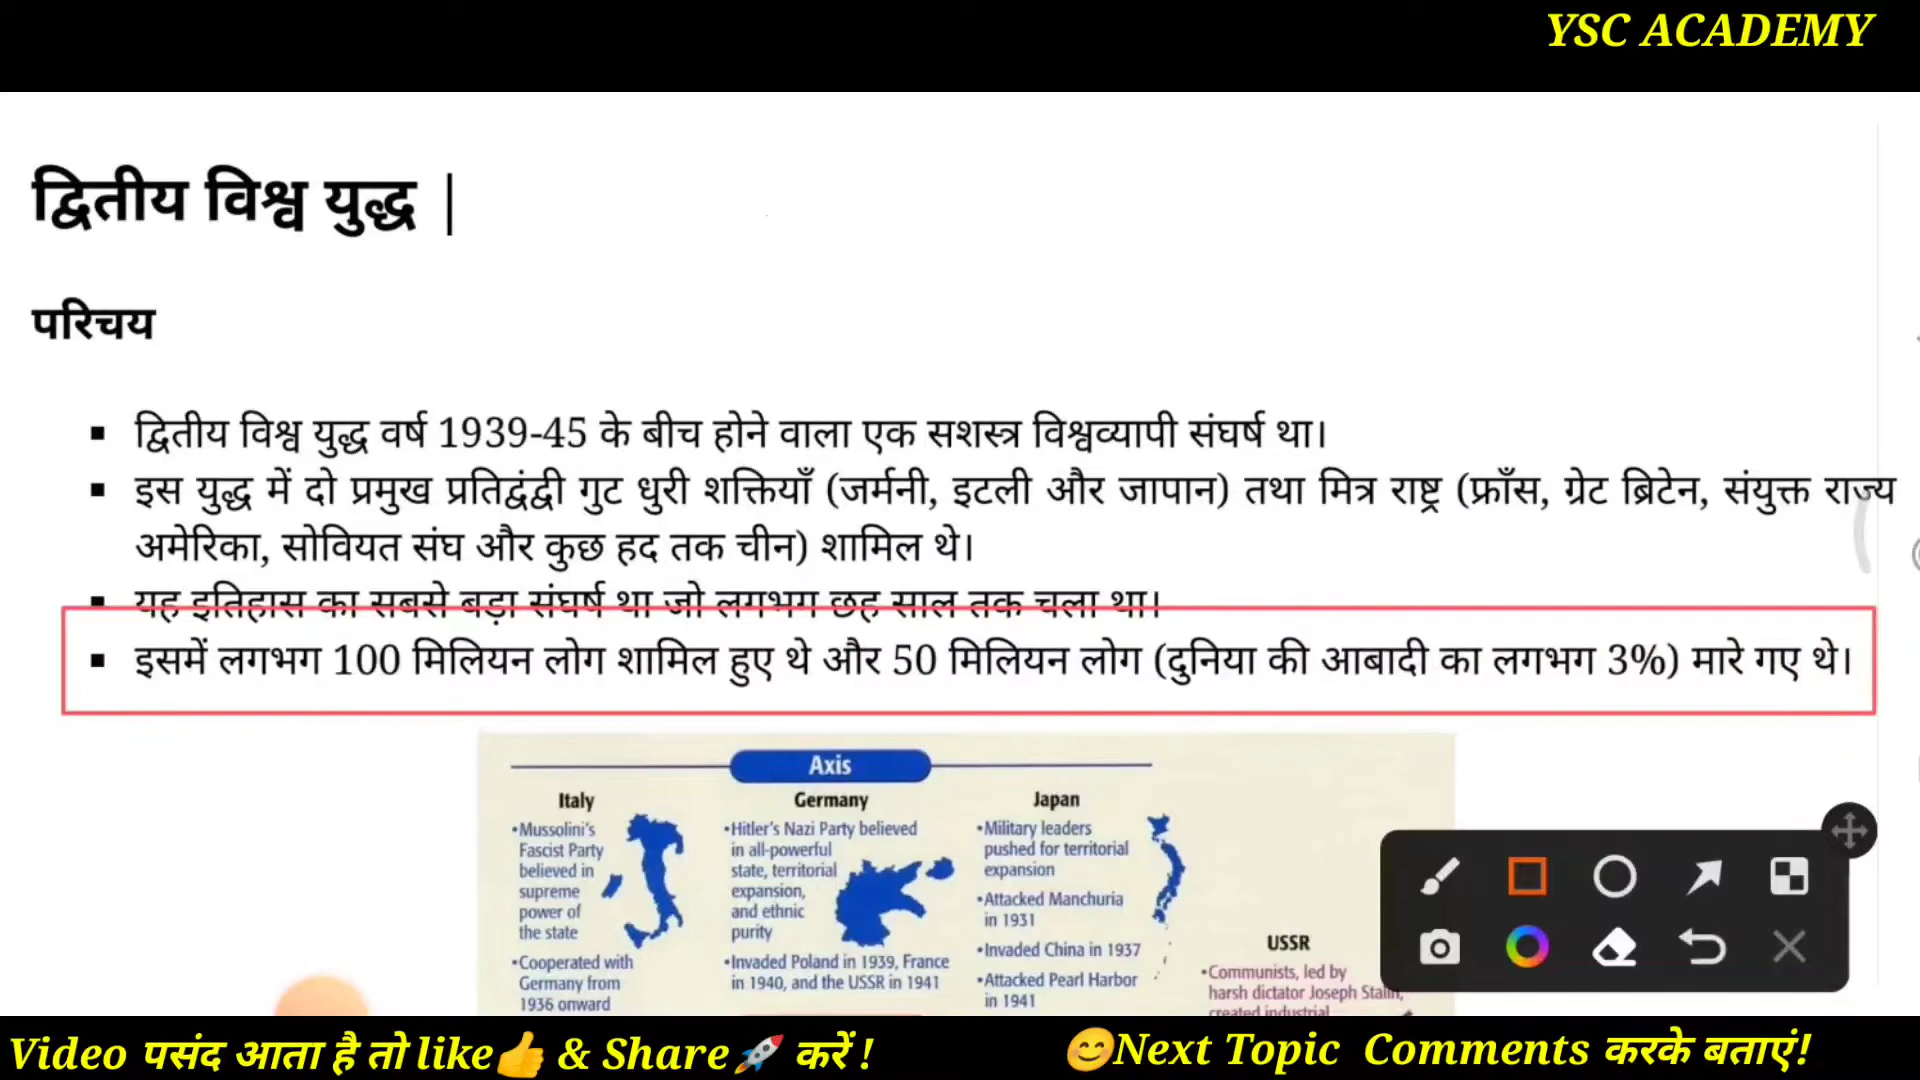 YSC ACADEMY
द्वितीय विश्व युद्ध |
परिचय
▪ द्वितीय विश्व युद्ध वर्ष 1939-45 के बीच होने वाला एक सशस्त्र विश्वव्यापी संघर्ष था।
▪ इस युद्ध में दो प्रमुख प्रतिद्वंद्वी गुट धुरी शक्तियाँ (जर्मनी, इटली और जापान) तथा मित्र राष्ट्र (फ्राँस, ग्रेट ब्रिटेन, संयुक्त राज्य
अमेरिका, सोवियत संघ और कुछ हद तक चीन) शामिल थे।
▪ यह इतिहास का सबसे बड़ा संघर्ष था जो लगभग छह साल तक चला था।
▪ इसमें लगभग 100 मिलियन लोग शामिल हुए थे और 50 मिलियन लोग (दुनिया की आबादी का लगभग 3%) मारे गए थे।
Axis
Italy
•Mussolini's
Fascist Party
believed in
supreme
power of
the state
•Cooperated with
Germany from
1936 onward
Germany
•Hitler's Nazi Party believed
in all-powerful
state, territorial
expansion,
and ethnic
purity
•Invaded Poland in 1939, France
in 1940, and the USSR in 1941
Japan
•Military leaders
pushed for territorial
expansion
•Attacked Manchuria
in 1931
•Invaded China in 1937
•Attacked Pearl Harbor
in 1941
USSR
•Communists, led by
harsh dictator Joseph Stalin,
created industrial
Video पसंद आता है तो like👍 & Share🚀 करें !
😊Next Topic Comments करके बताएं!